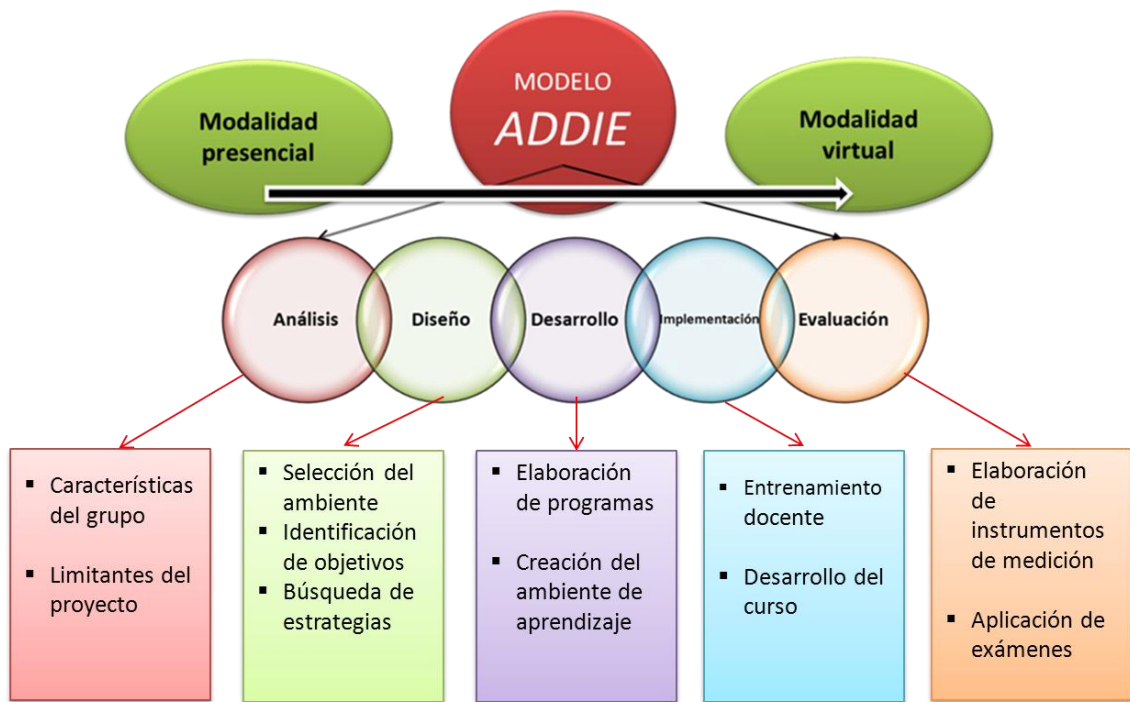 Modalidad
presencial
MODELO
ADDIE
Modalidad
virtual
Análisis
Diseño
Desarrollo
Implementación
Evaluación
▪ Características
del grupo
▪ Limitantes del
proyecto
▪ Selección del
ambiente
▪ Identificación
de objetivos
▪ Búsqueda de
estrategias
▪ Elaboración
de programas
▪ Creación del
ambiente de
aprendizaje
▪ Entrenamiento
docente
▪ Desarrollo del
curso
▪ Elaboración
de
instrumentos
de medición
▪ Aplicación de
exámenes